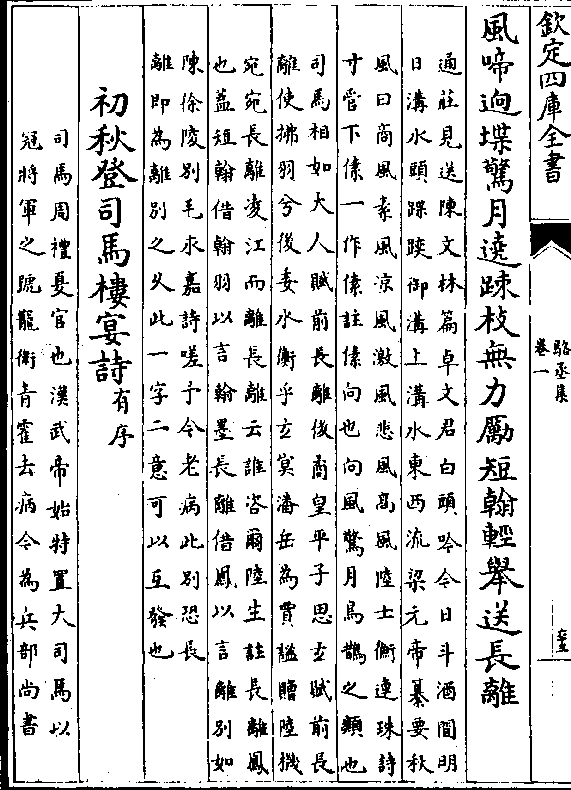 欽定四庫全書
駱丞集
卷一
風啼迥堞驚月遶踈枝無力厲短翰輕舉送長離
通莊見送陳文林篇卓文君白頭吟今日斗酒間明
日溝水頭蹀踥御溝上溝水東西流梁元帝纂要秋
風曰商風素風涼風激風悲風高風陸士衡連珠詩
寸管下傃一作傃註傃向也向風驚月烏鵲之類也
司馬相如大人賦前長離後矞皇平子思玄賦前長
離使拂羽兮後委水衡乎玄冥潘岳為賈謐贈陸機
宛宛長離凌江而離長離云誰咨爾陸生註長離鳳
也葢短翰借翰羽以言翰墨長離借鳳以言離別如
陳徐陵別毛永嘉詩嗟予今老病此別恐長
離即為離別之久此一字二意可以互發也
初秋登司馬樓宴詩有序
司馬周禮夏官也漢武帝始特置大司馬以
冠將軍之號龍衛青霍去病今為兵部尚書